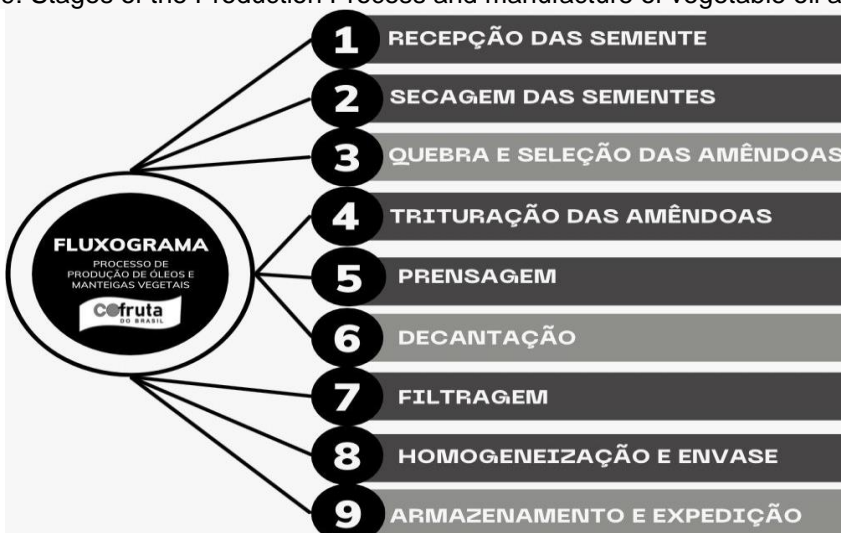 Stages of the Production Process and manufacture of vegetable oil
1 RECEPÇÃO DAS SEMENTE
2 SECAGEM DAS SEMENTES
3 QUEBRA E SELEÇÃO DAS AMÊNDOAS
FLUXOGRAMA
PROCESSO DE
PRODUÇÃO DE ÓLEOS E
MANTEIGAS VEGETAIS
Cofruta
DO BRASIL
4 TRITURAÇÃO DAS AMÊNDOAS
5 PRENSAGEM
6 DECANTAÇÃO
7 FILTRAGEM
8 HOMOGENEIZAÇÃO E ENVASE
9 ARMAZENAMENTO E EXPEDIÇÃO